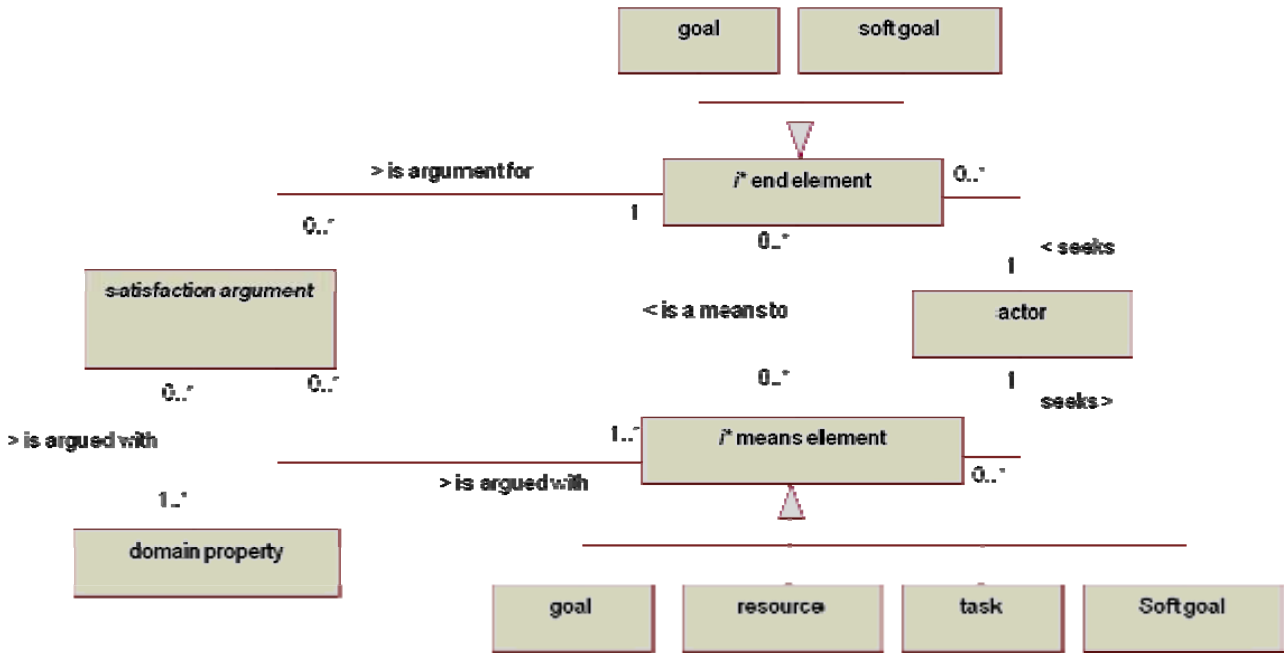 goal
soft goal
> is argument for
i* end element
0..*
0..*
1
0..*
< seeks
1
satisfaction argument
< is a means to
actor
0..*
0..*
0..*
1
seeks >
> is argued with
1..*
i* means element
> is argued with
0..*
1..*
domain property
goal
resource
task
Soft goal